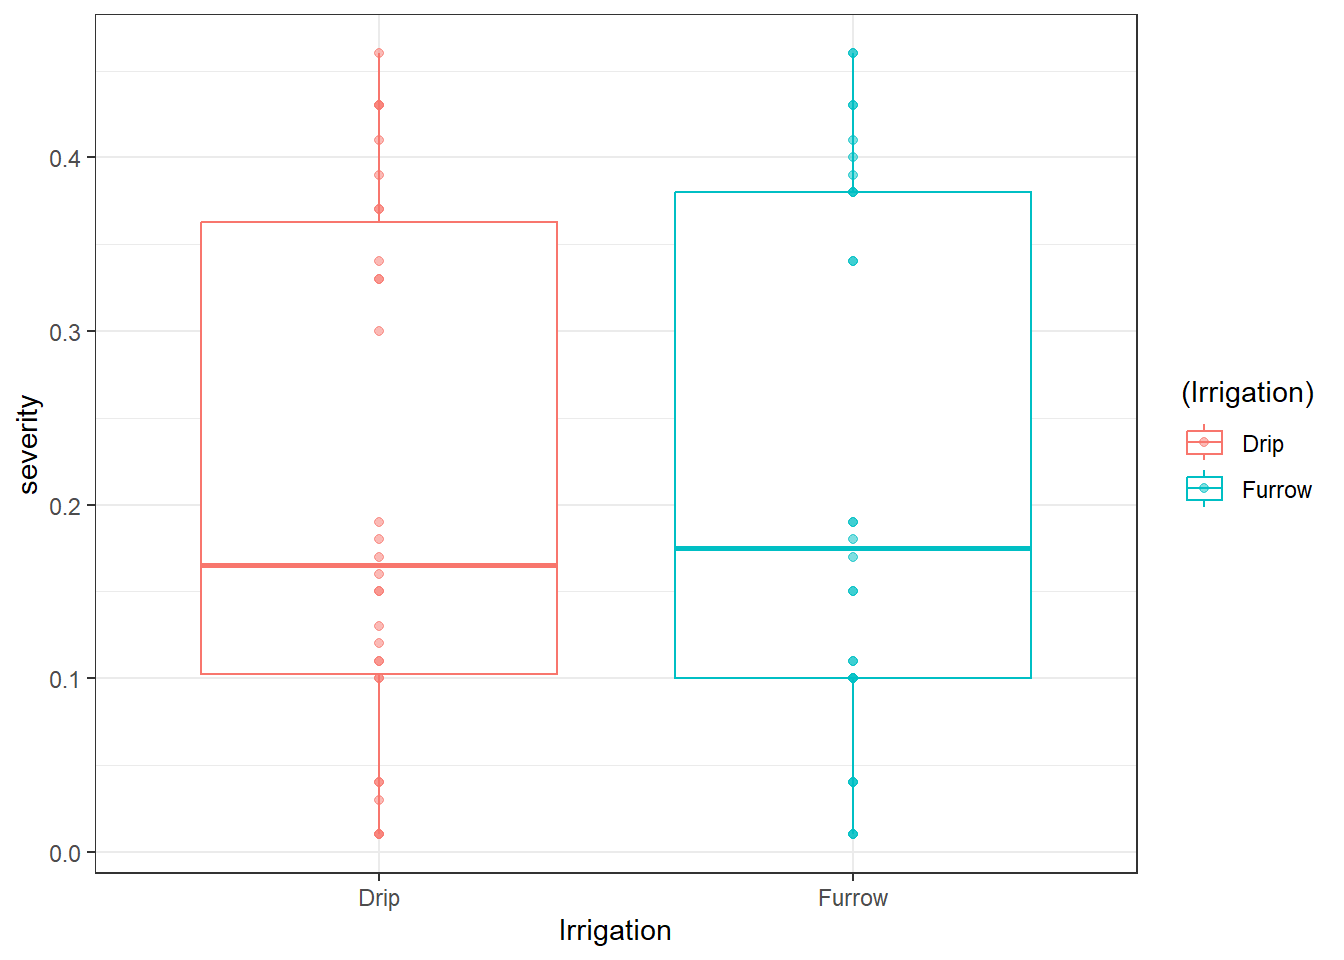 severity
0.4
0.3
0.2
0.1
0.0
Drip
Furrow
Irrigation
(Irrigation)
Drip
Furrow